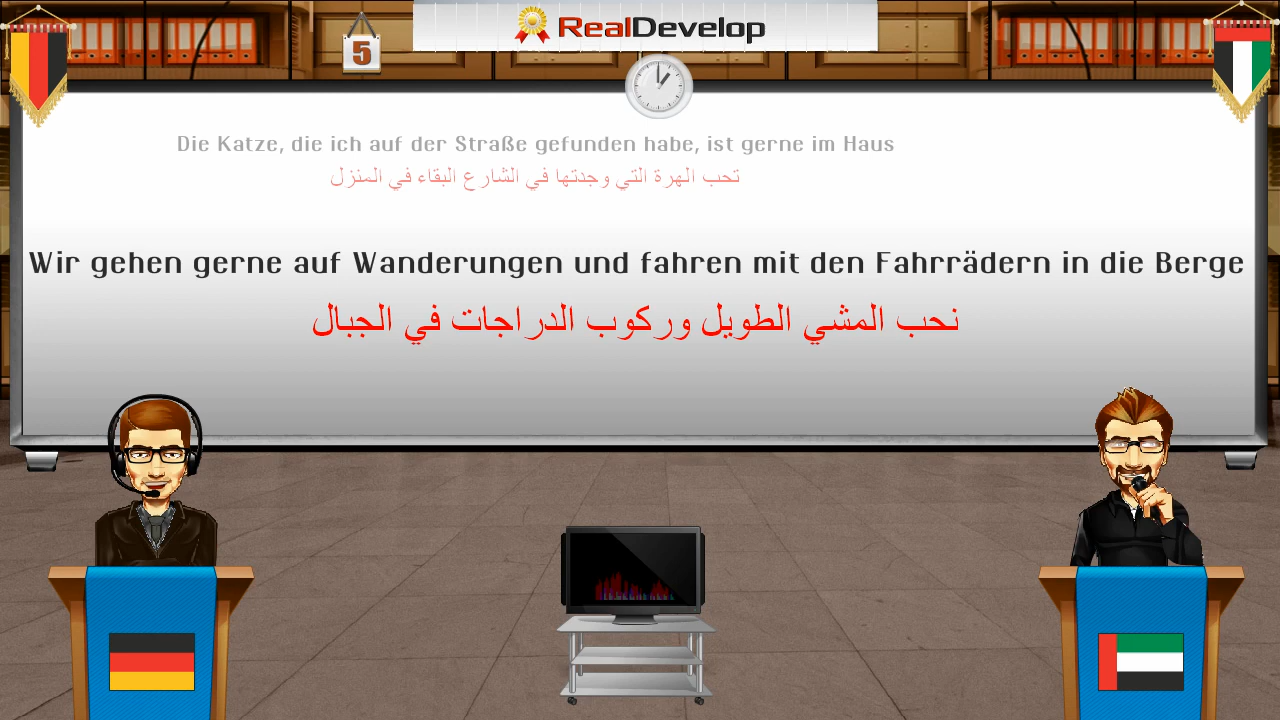 5
RealDevelop
Die Katze, die ich auf der Straße gefunden habe, ist gerne im Haus
تحب الهرة التي وجدتها في الشارع البقاء في المنزل
Wir gehen gerne auf Wanderungen und fahren mit den Fahrrädern in die Berge
نحب المشي الطويل وركوب الدراجات في الجبال